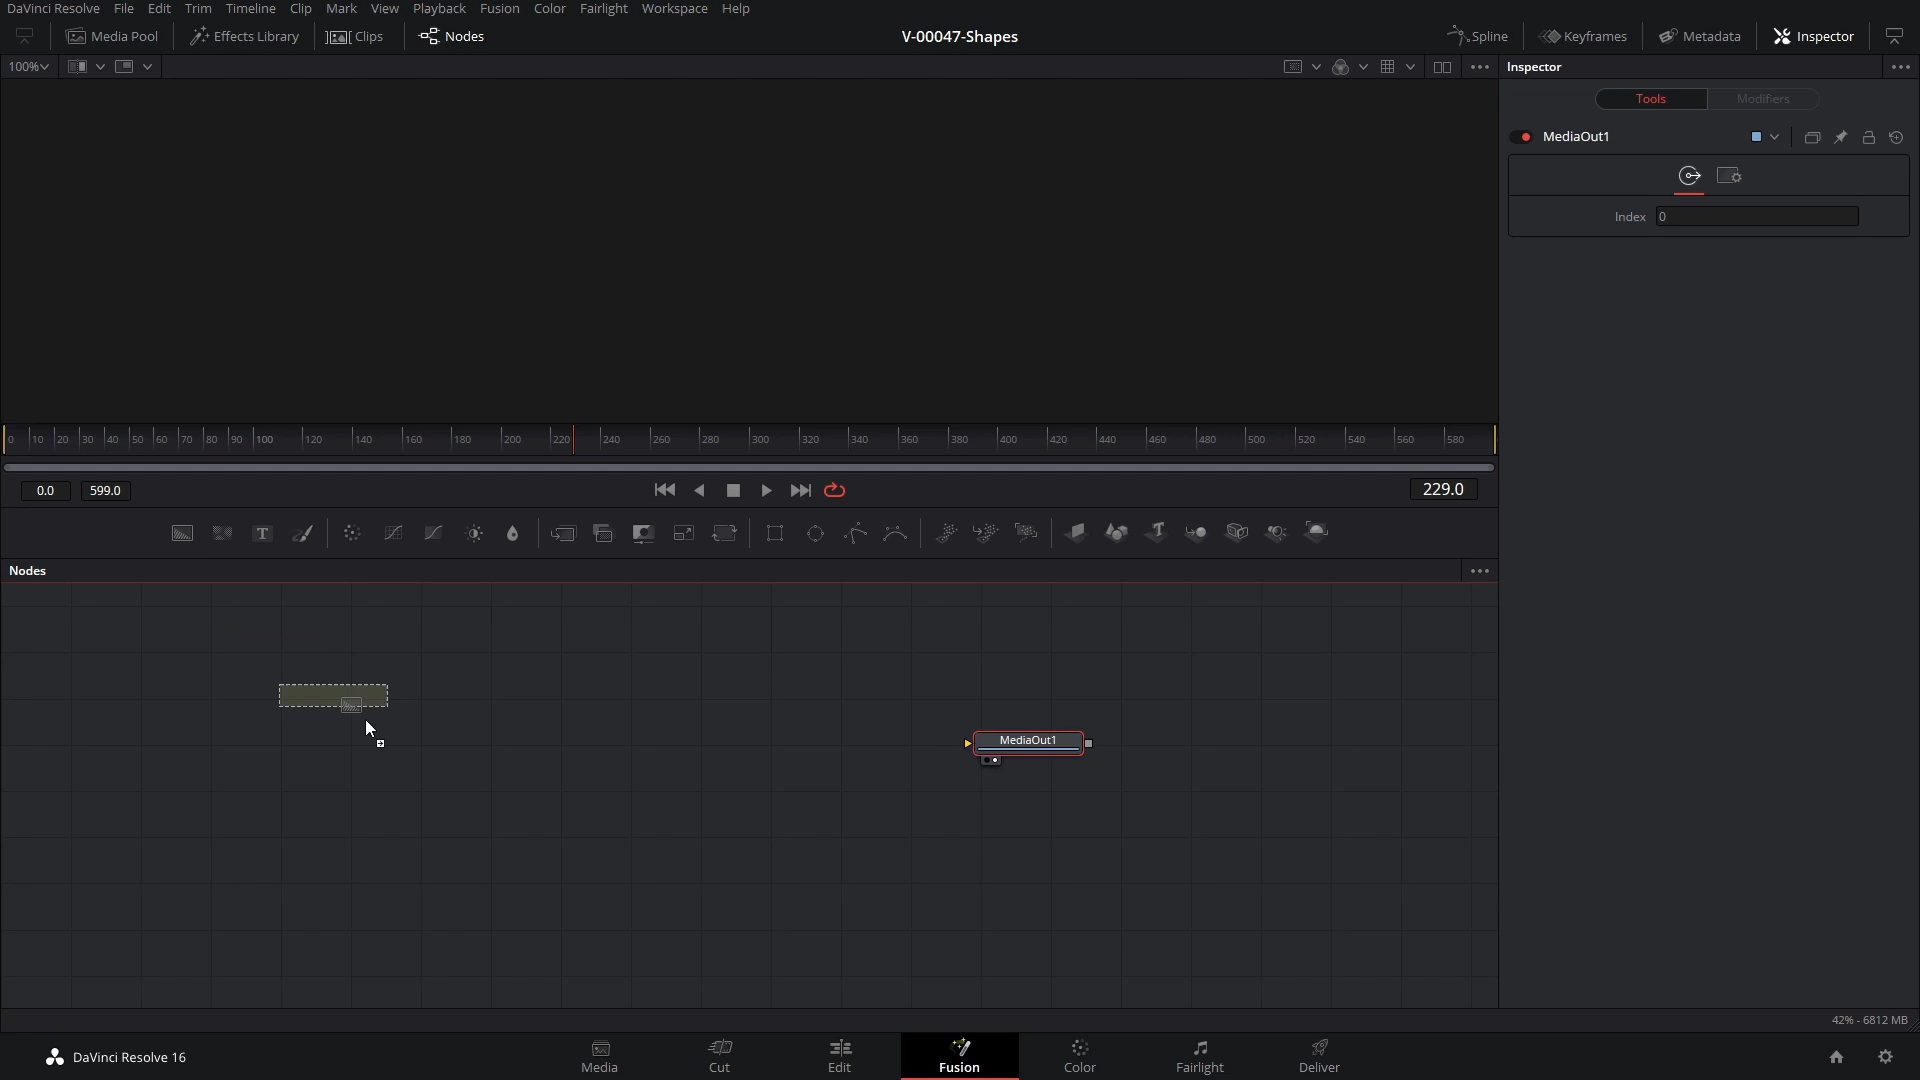 DaVinci Resolve File Edit Trim Timeline Clip Mark View Playback Fusion Color Fairlight Workspace Help
Media Pool Effects Library Clips Nodes V-00047-Shapes Spline Keyframes Metadata Inspector
100% Inspector
Tools Modifiers
MediaOut1
Index 0
0 10 20 30 40 50 60 70 80 90 100 120 140 160 180 200 220 240 260 280 300 320 340 360 380 400 420 440 460 480 500 520 540 560 580
0.0 599.0 229.0
T T
Nodes
MediaOut1
42% - 6812 MB
DaVinci Resolve 16 Media Cut Edit Fusion Color Fairlight Deliver